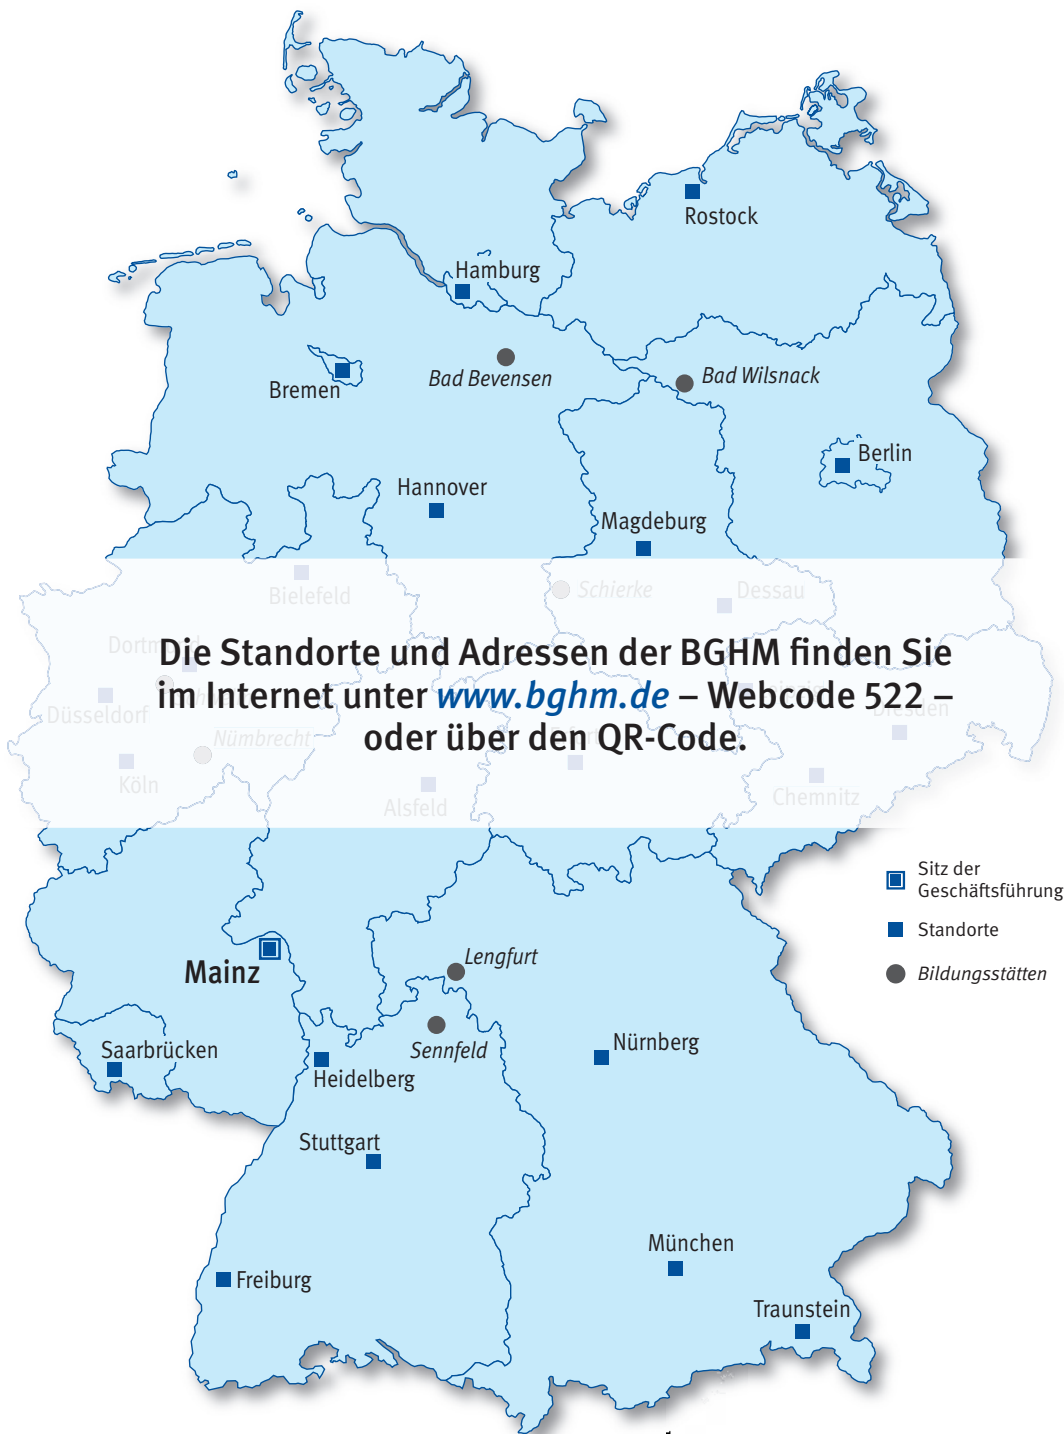 Rostock
Hamburg
Bad Bevensen
Bad Wilsnack
Bremen
Berlin
Hannover
Magdeburg
Bielefeld
Schierke
Dessau
Die Standorte und Adressen der BGHM finden Sie
im Internet unter www.bghm.de – Webcode 522 –
oder über den QR-Code.
Düsseldorf
Dresden
Nümbrecht
Köln
Alsfeld
Chemnitz
Sitz der
Geschäftsführung
Standorte
Bildungsstätten
Mainz
Lengfurt
Sennfeld
Saarbrücken
Heidelberg
Nürnberg
Stuttgart
München
Freiburg
Traunstein